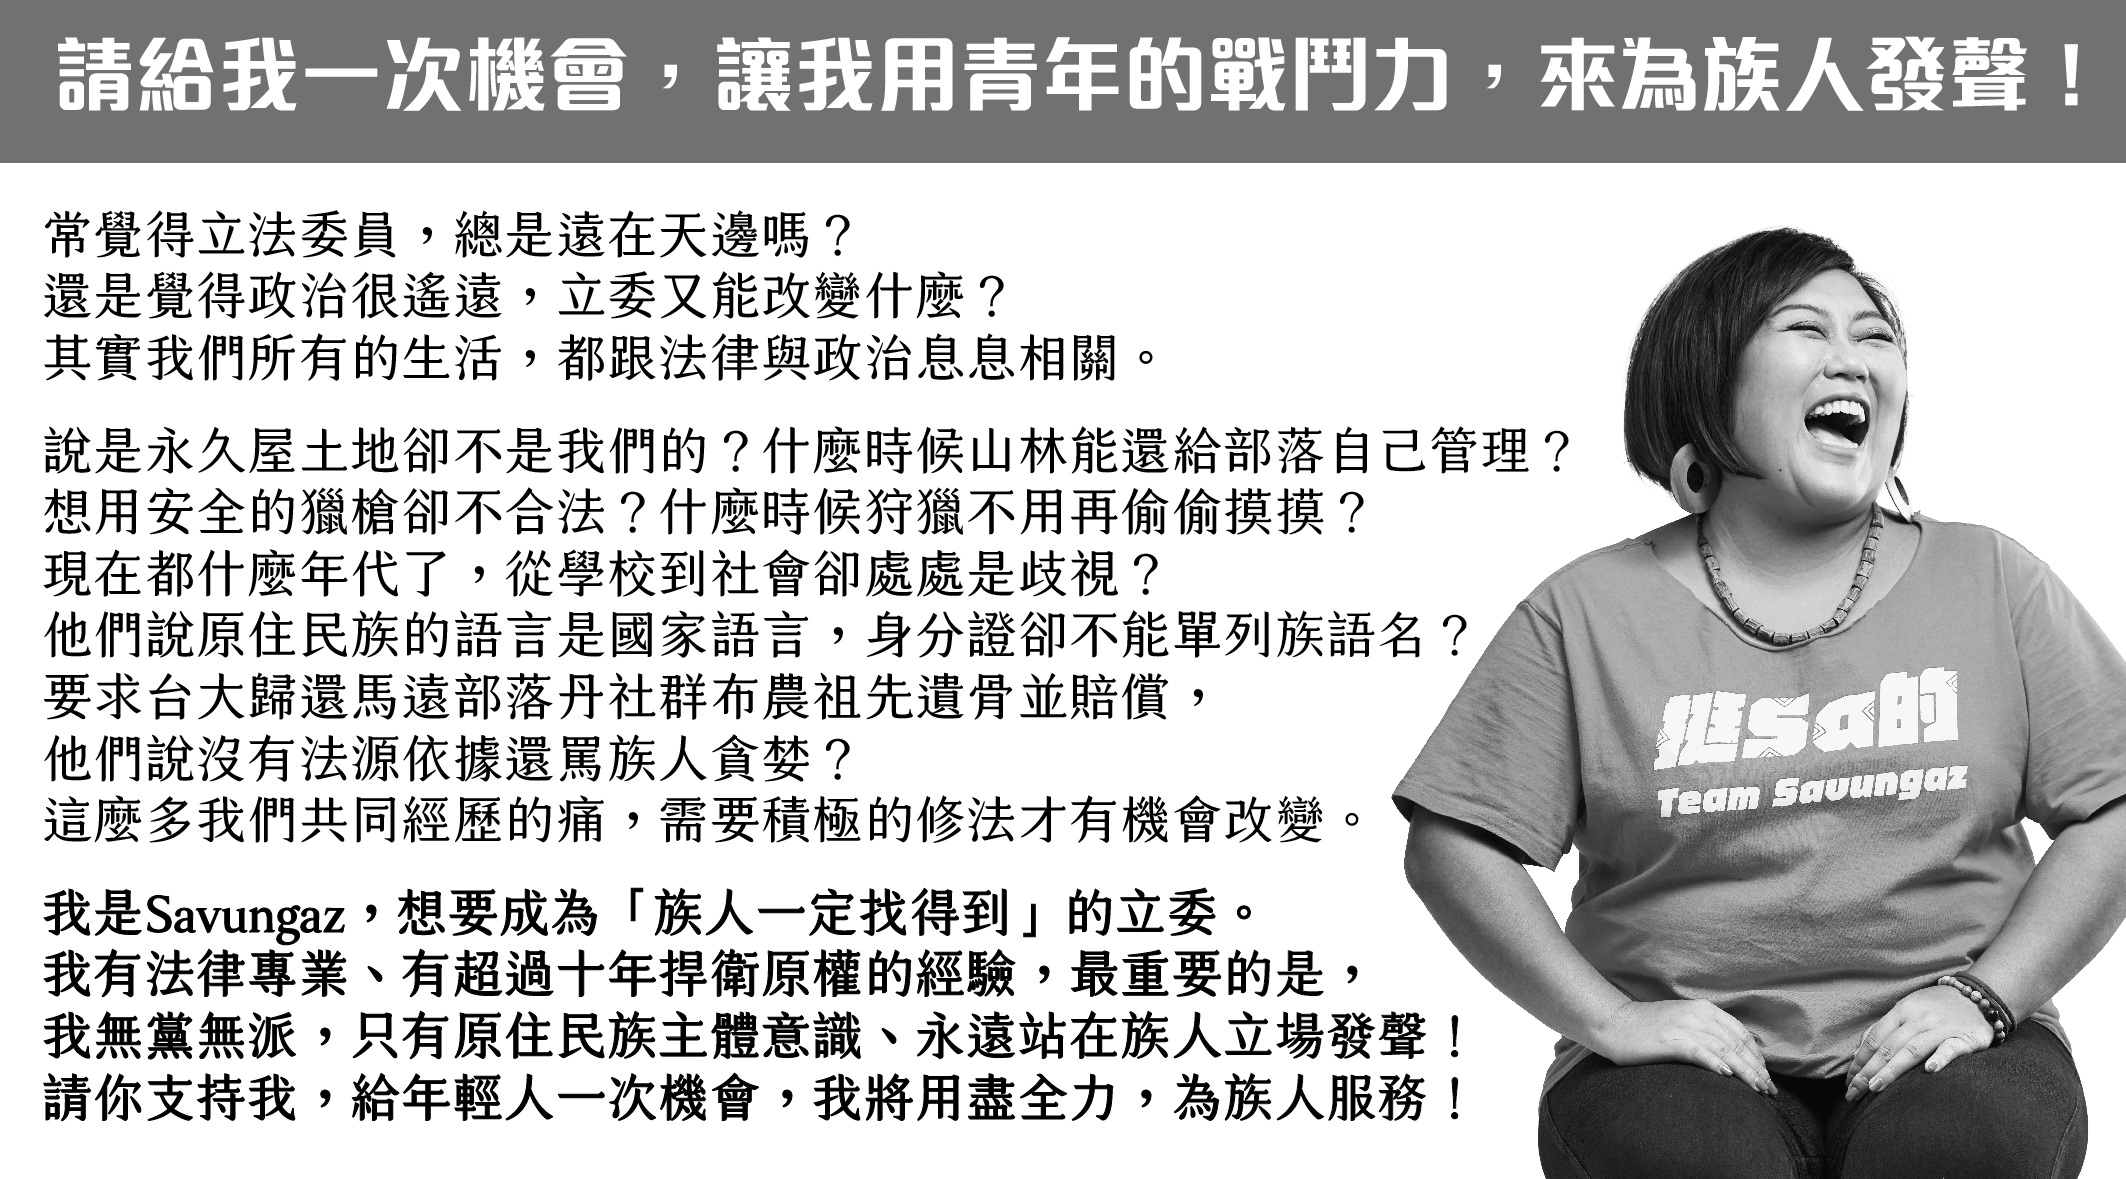 請給我一次機會，讓我用青年的戰鬥力，來為族人發聲！
常覺得立法委員，總是遠在天邊嗎？
還是覺得政治很遙遠，立委又能改變什麼？
其實我們所有的生活，都跟法律與政治息息相關。
說是永久屋土地卻不是我們的？什麼時候山林能還給部落自己管理？
想用安全的獵槍卻不合法？什麼時候狩獵不用再偷偷摸摸？
現在都什麼年代了，從學校到社會卻處處是歧視？
他們說原住民族的語言是國家語言，身分證卻不能單列族語名？
要求台大歸還馬遠部落丹社群布農祖先遺骨並賠償，
他們說沒有法源依據還罵族人貪婪？
這麼多我們共同經歷的痛，需要積極的修法才有機會改變。
我是Savungaz，想要成為「族人一定找得到」的立委。
我有法律專業、有超過十年捍衛原權的經驗，最重要的是，
我無黨無派，只有原住民族主體意識、永遠站在族人立場發聲！
請你支持我，給年輕人一次機會，我將用盡全力，為族人服務！
挺Sa的
Team Savungaz